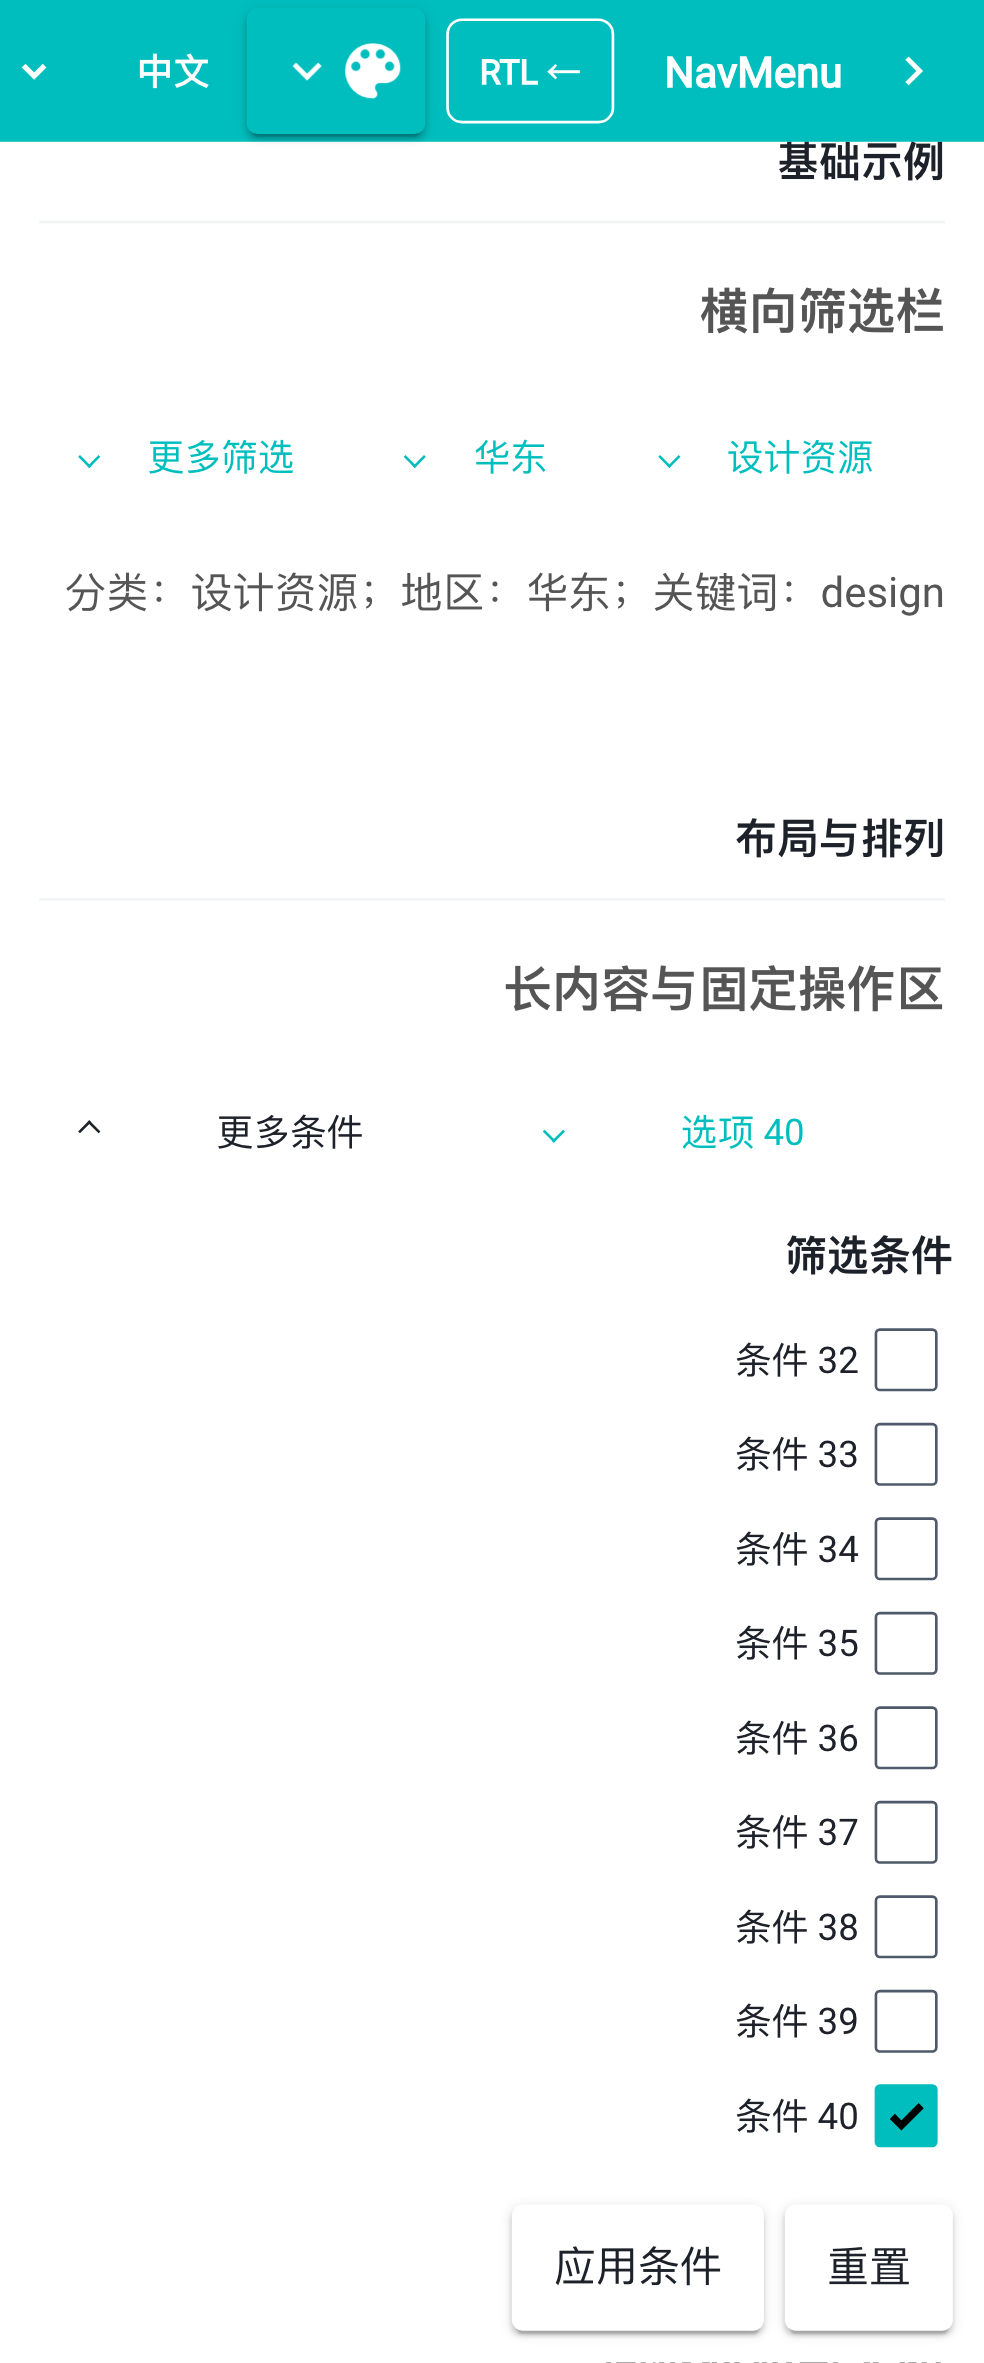 中文 RTL← NavMenu
基础示例
横向筛选栏
更多筛选 华东 设计资源
分类：设计资源；地区：华东；关键词：design
布局与排列
长内容与固定操作区
更多条件 选项 40
筛选条件
条件 32
条件 33
条件 34
条件 35
条件 36
条件 37
条件 38
条件 39
条件 40
应用条件 重置